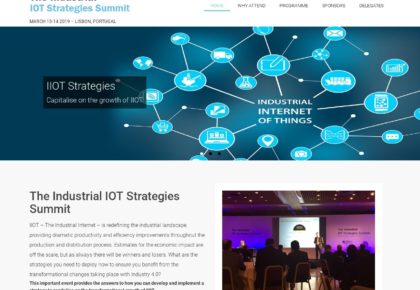 The Industrial
IOT Strategies Summit
MARCH 13-14 2019 – LISBON, PORTUGAL
HOME WHY ATTEND PROGRAMME SPONSORS DELEGATES
IIOT Strategies
Capitalise on the growth of IIOT
INDUSTRIAL
INTERNET
OF THINGS
The Industrial IOT Strategies
Summit
IIOT – The Industrial Internet – is redefining the industrial landscape,
providing dramatic productivity and efficiency improvements throughout the
production and distribution process. Estimates for the economic impact are
off the scale, but as always there will be winners and losers. What are the
strategies you need to deploy now to ensure you benefit from the
transformational changes taking place with Industry 4.0?
This important event provides the answers to how you can develop and implement a